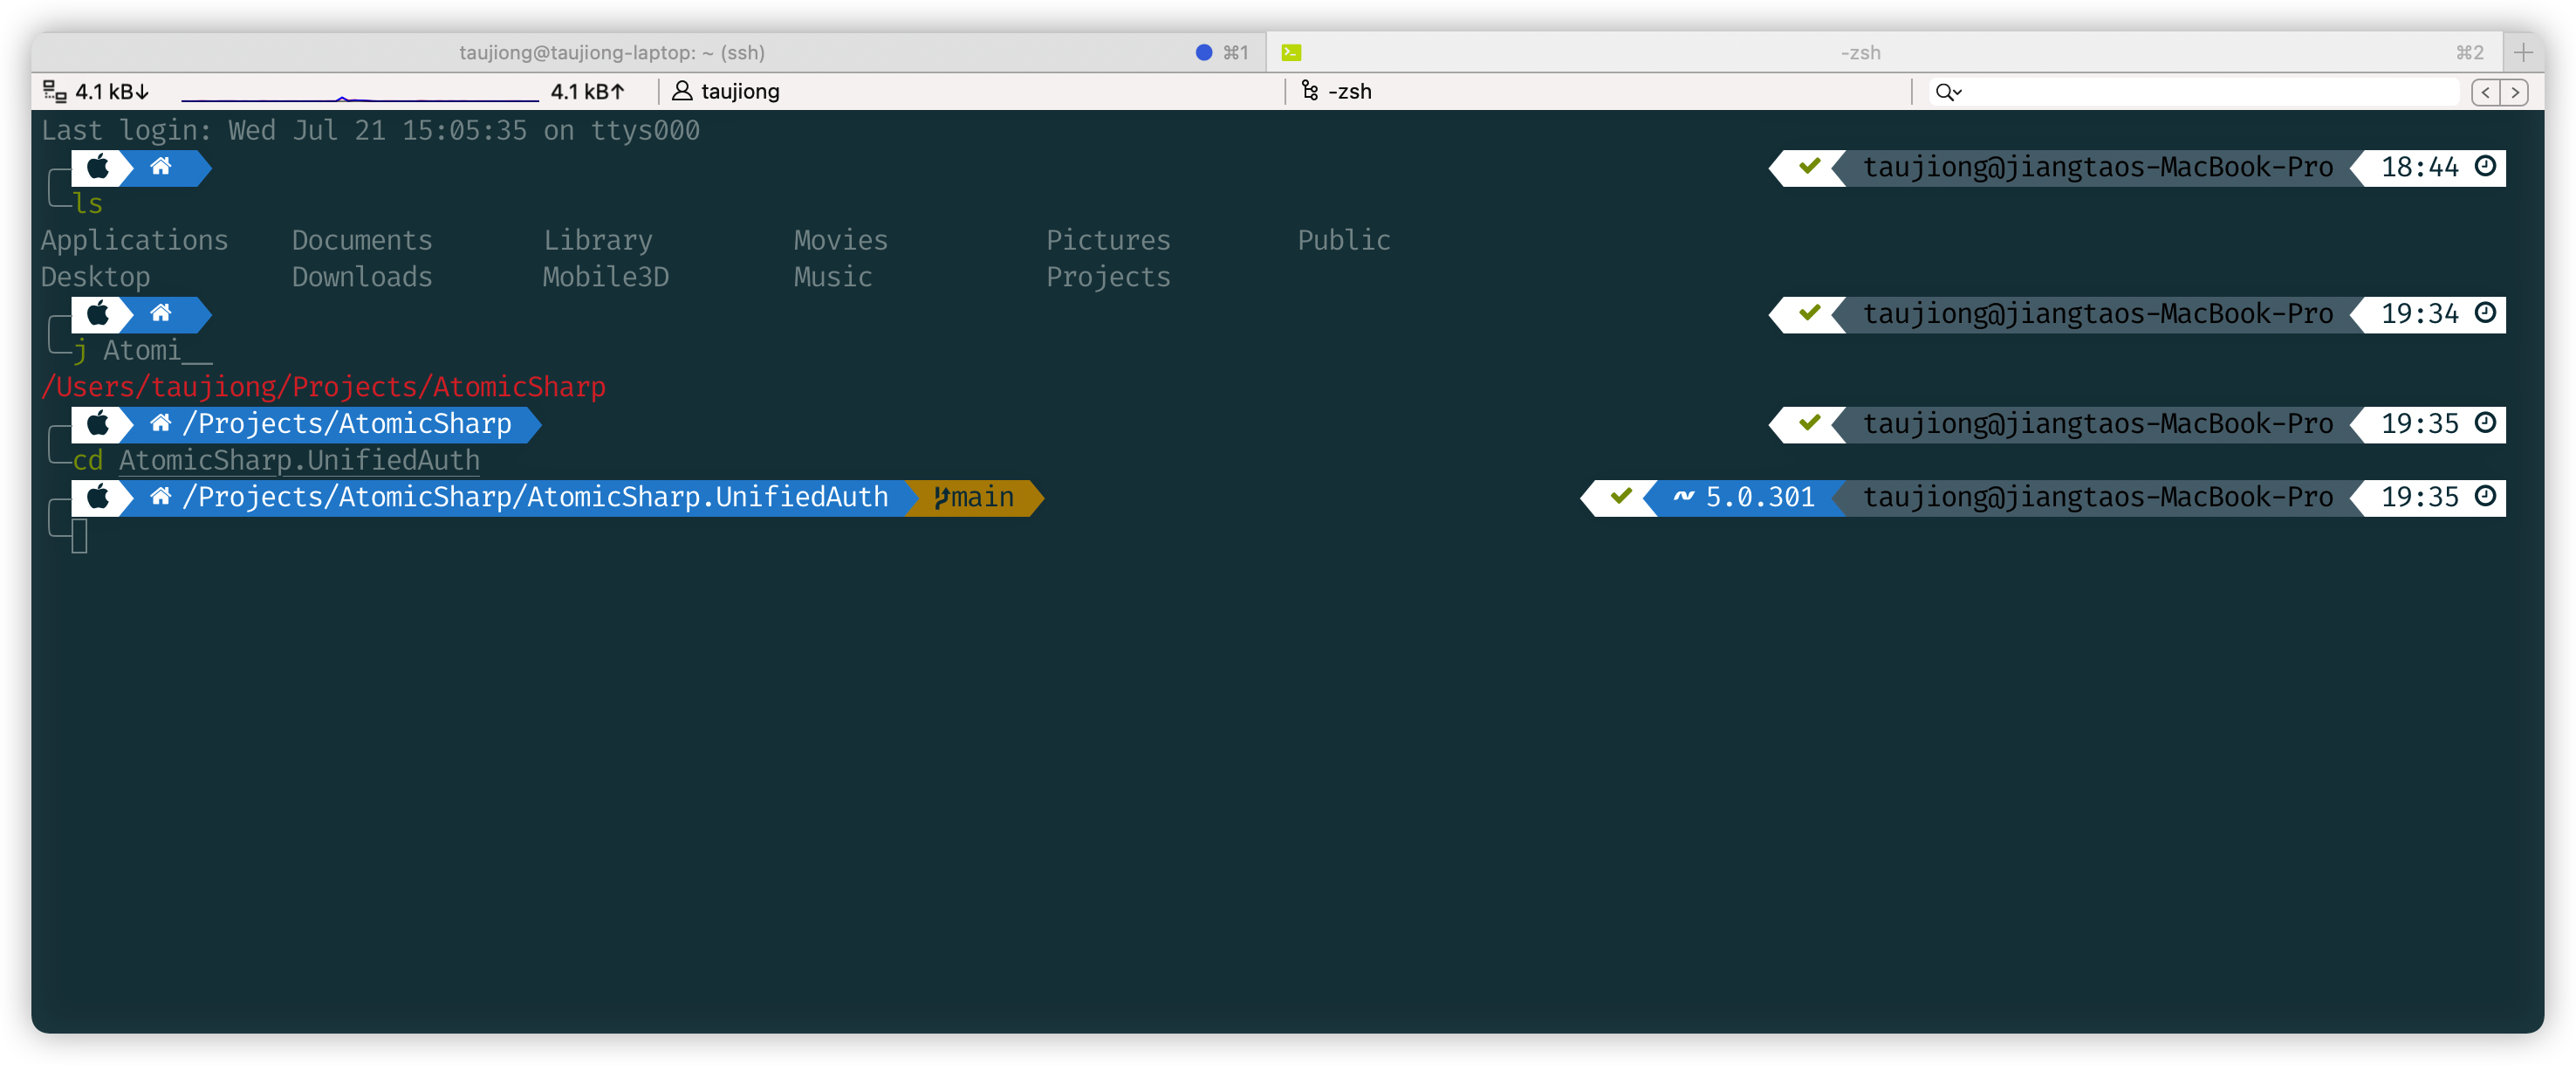 taujiong@taujiong-laptop: ~ (ssh) ⌘1 -zsh ⌘2
4.1 kB↓ 4.1 kB↑ taujiong -zsh
Last login: Wed Jul 21 15:05:35 on ttys000
taujiong@jiangtaos-MacBook-Pro 18:44
ls
Applications Documents Library Movies Pictures Public
Desktop Downloads Mobile3D Music Projects
taujiong@jiangtaos-MacBook-Pro 19:34
j Atomi__
/Users/taujiong/Projects/AtomicSharp
/Projects/AtomicSharp taujiong@jiangtaos-MacBook-Pro 19:35
cd AtomicSharp.UnifiedAuth
/Projects/AtomicSharp/AtomicSharp.UnifiedAuth main 5.0.301 taujiong@jiangtaos-MacBook-Pro 19:35